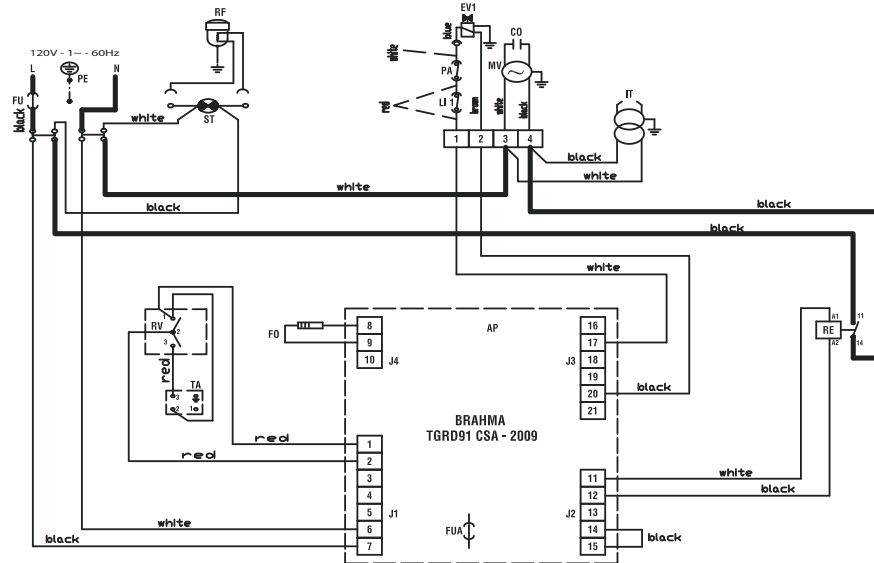 RF
EV1
CO
120V - 1~ - 60Hz
L
PE
N
blue
white
PA
MV
FU
black
white
ST
red
LI 1
brown
white
black
IT
1 2 3 4
black
white
white
black
black
black
white
1
RV
2
3
red
TA
3
2
1
FO
8
9
10
J4
AP
16
17
18
19
20
21
J3
black
A1
11
RE
A2
14
BRAHMA
TGRD91 CSA - 2009
red
red
1
2
3
4
5
6
7
J1
white
black
FUA
11
12
13
14
15
J2
white
black
black